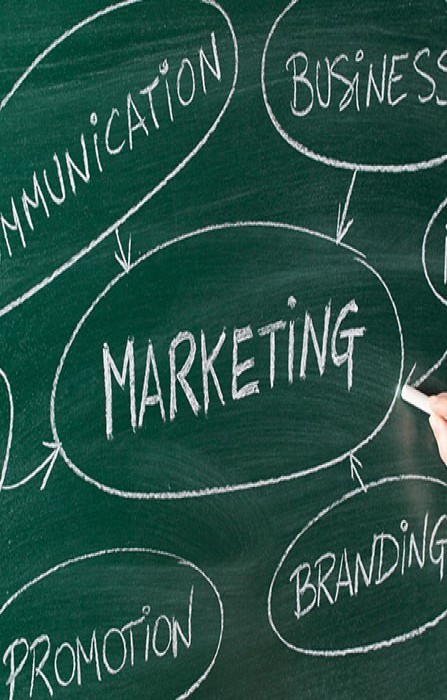 MMUNICATION
BUSINESS
MARKETING
BRANDING
PROMOTION